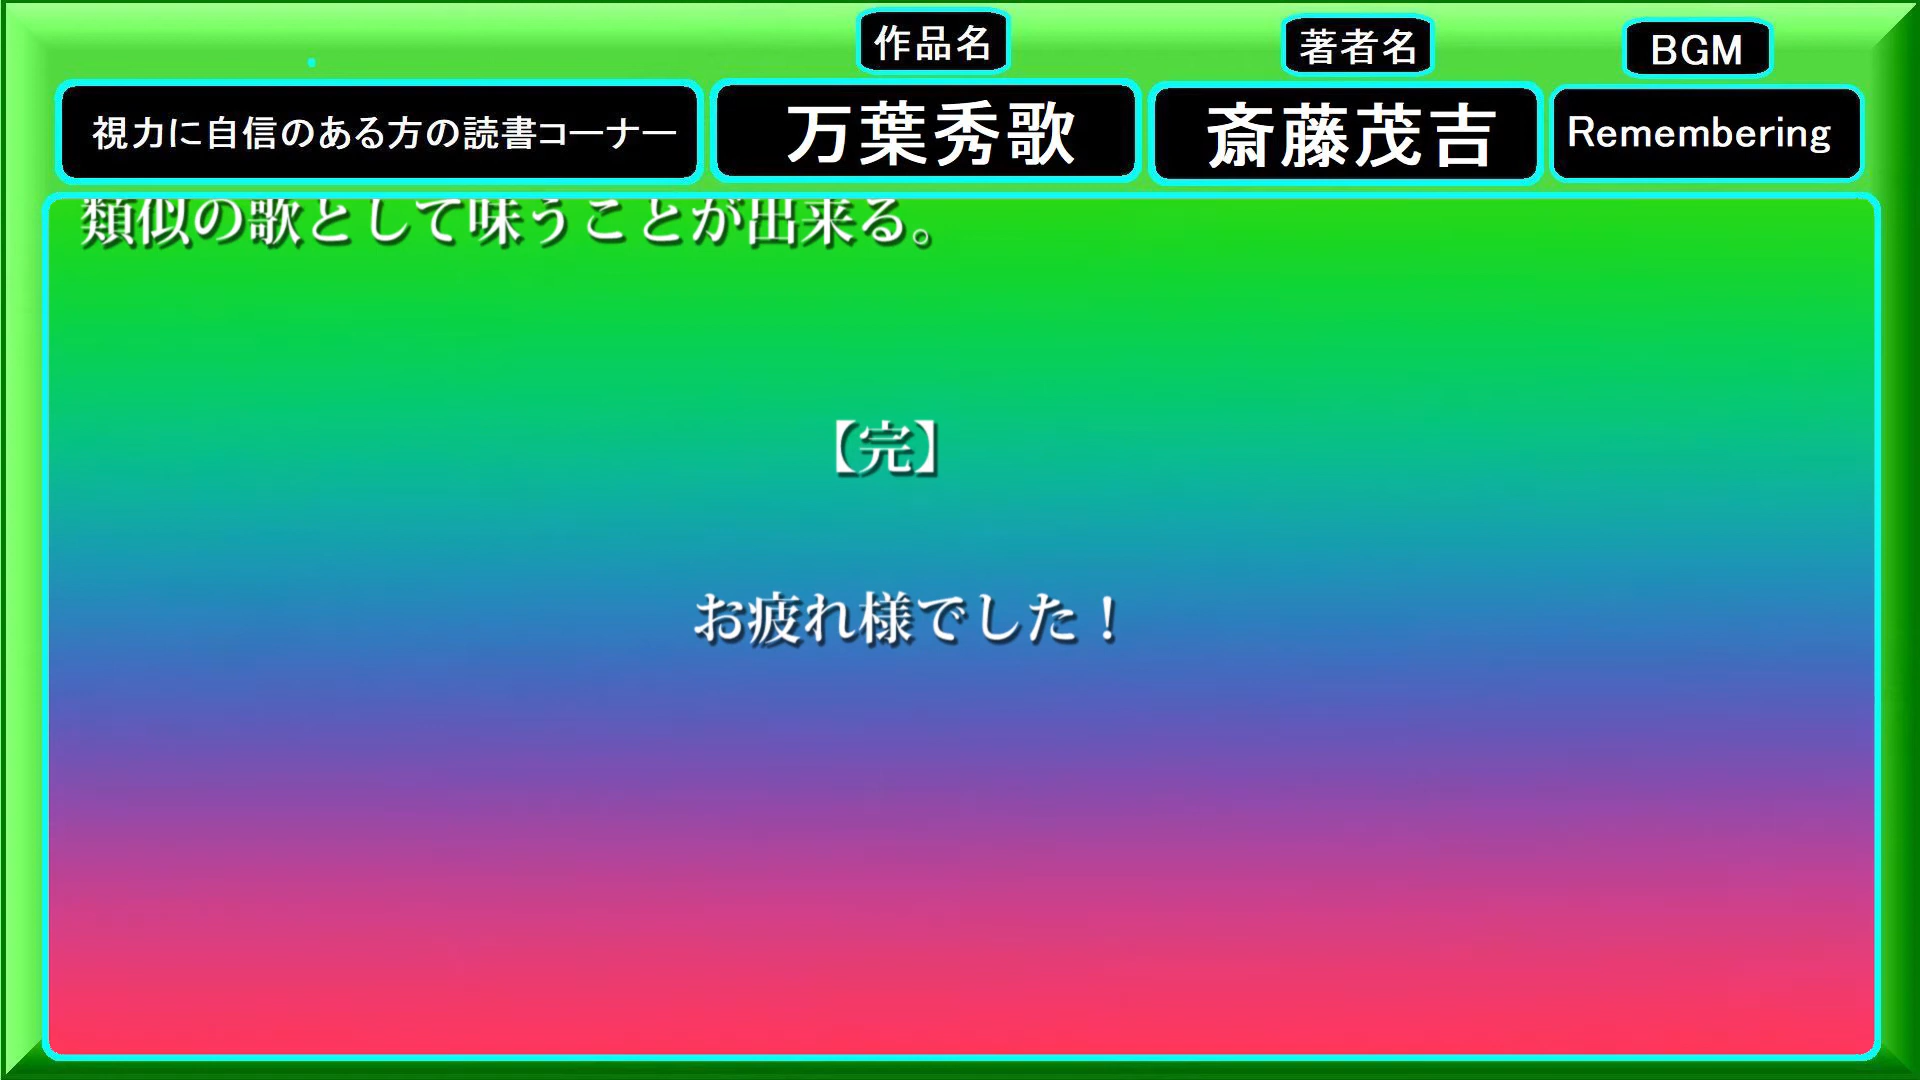 作品名
著者名
BGM
視力に自信のある方の読書コーナー
万葉秀歌
斎藤茂吉
Remembering
類似の歌として味うことが出来る。
【完】
お疲れ様でした！